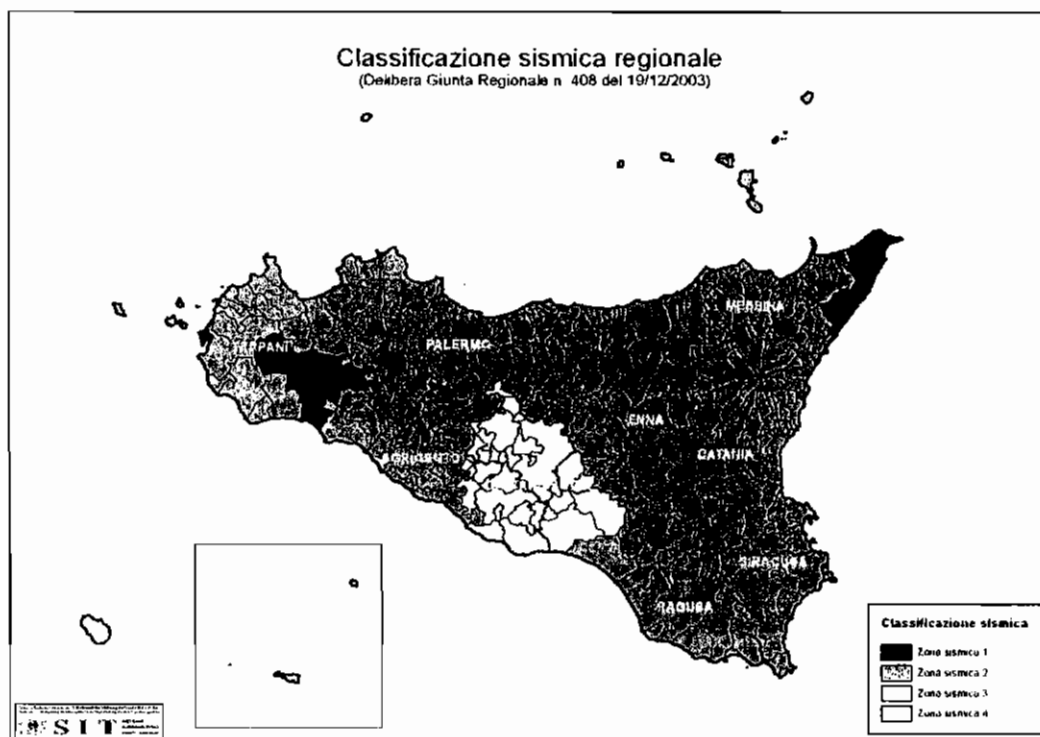 Classificazione sismica regionale
(Delibera Giunta Regionale n. 408 del 19/12/2003)
MESSINA
TRAPANI
PALERMO
ENNA
AGRIGENTO
CATANIA
SIRACUSA
RAGUSA
Classificazione sismica
Zona sismica 1
Zona sismica 2
Zona sismica 3
Zona sismica 4
SIT